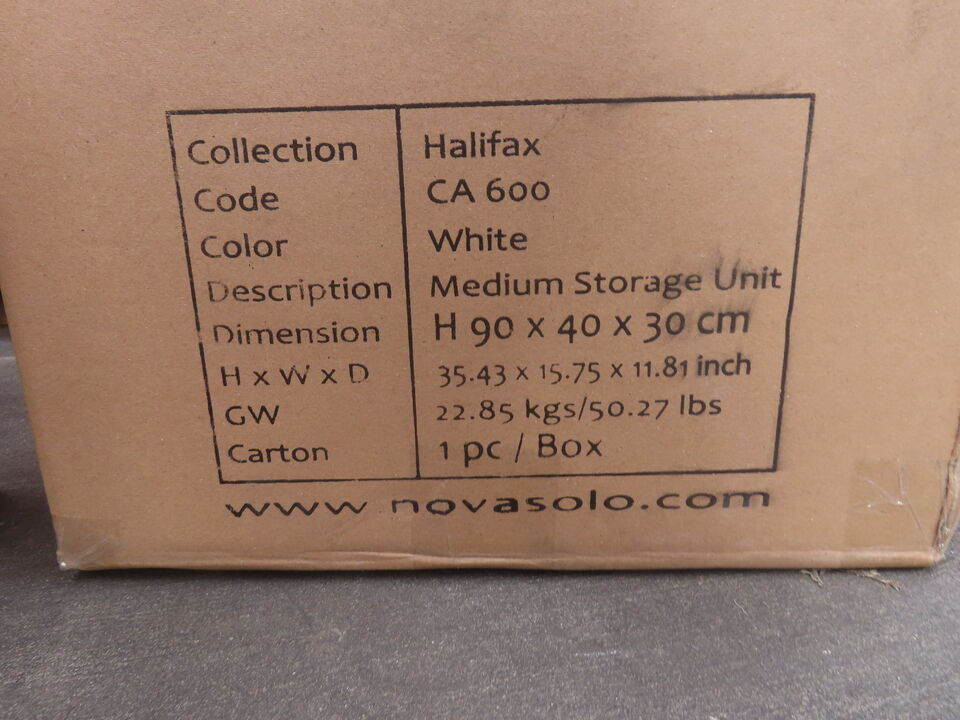 Collection Halifax
Code CA 600
Color White
Description Medium Storage Unit
Dimension H 90 x 40 x 30 cm
H x W x D 35.43 x 15.75 x 11.81 inch
GW 22.85 kgs/50.27 lbs
Carton 1 pc / Box
www.novasolo.com